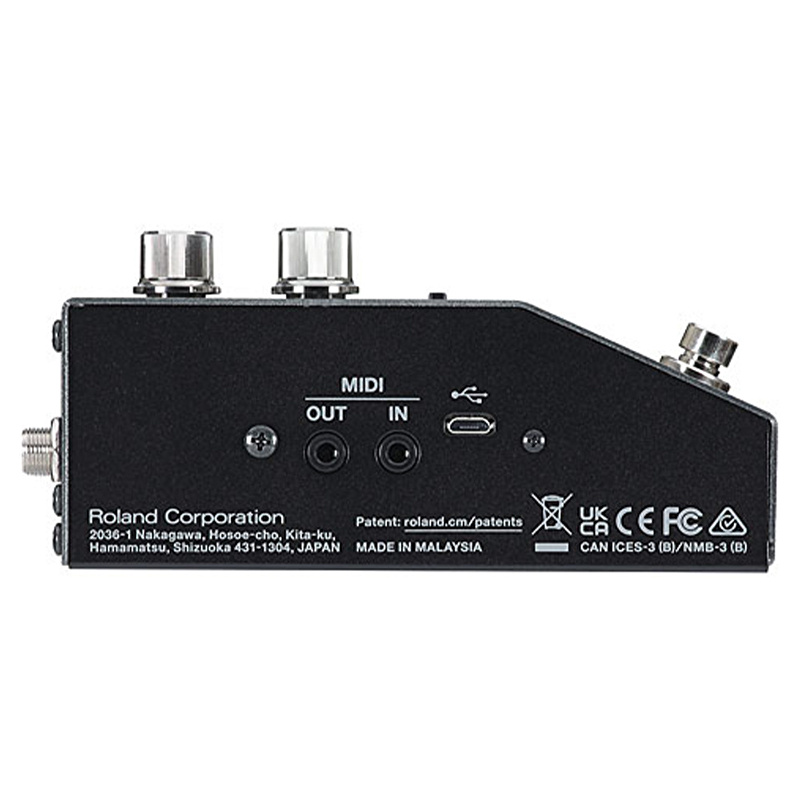 MIDI
OUT IN
Roland Corporation
2036-1 Nakagawa, Hosoe-cho, Kita-ku,
Hamamatsu, Shizuoka 431-1304, JAPAN
Patent: roland.cm/patents
MADE IN MALAYSIA
UK
CA CE FC
CAN ICES-3 (B)/NMB-3 (B)